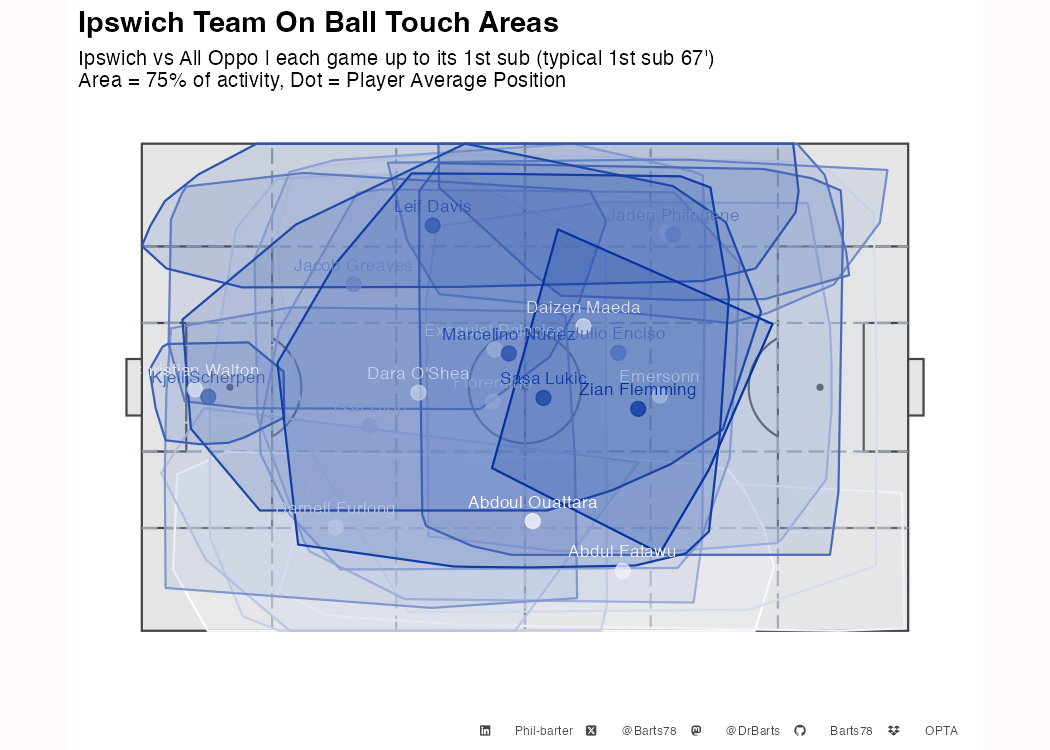 Ipswich Team On Ball Touch Areas
Ipswich vs All Oppo I each game up to its 1st sub (typical 1st sub 67')
Area = 75% of activity, Dot = Player Average Position
Leif Davis
Jaden Philogene
Jacob Greaves
Daizen Maeda
Marcelino Núñez
Julio Enciso
Christian Walton
Kjell Scherpen
Dara O'Shea
Sasa Lukic
Emersonn
Zian Flemming
Abdoul Ouattara
Darnell Furlong
Abdul Fatawu
Phil-barter @Barts78 @DrBarts Barts78 OPTA